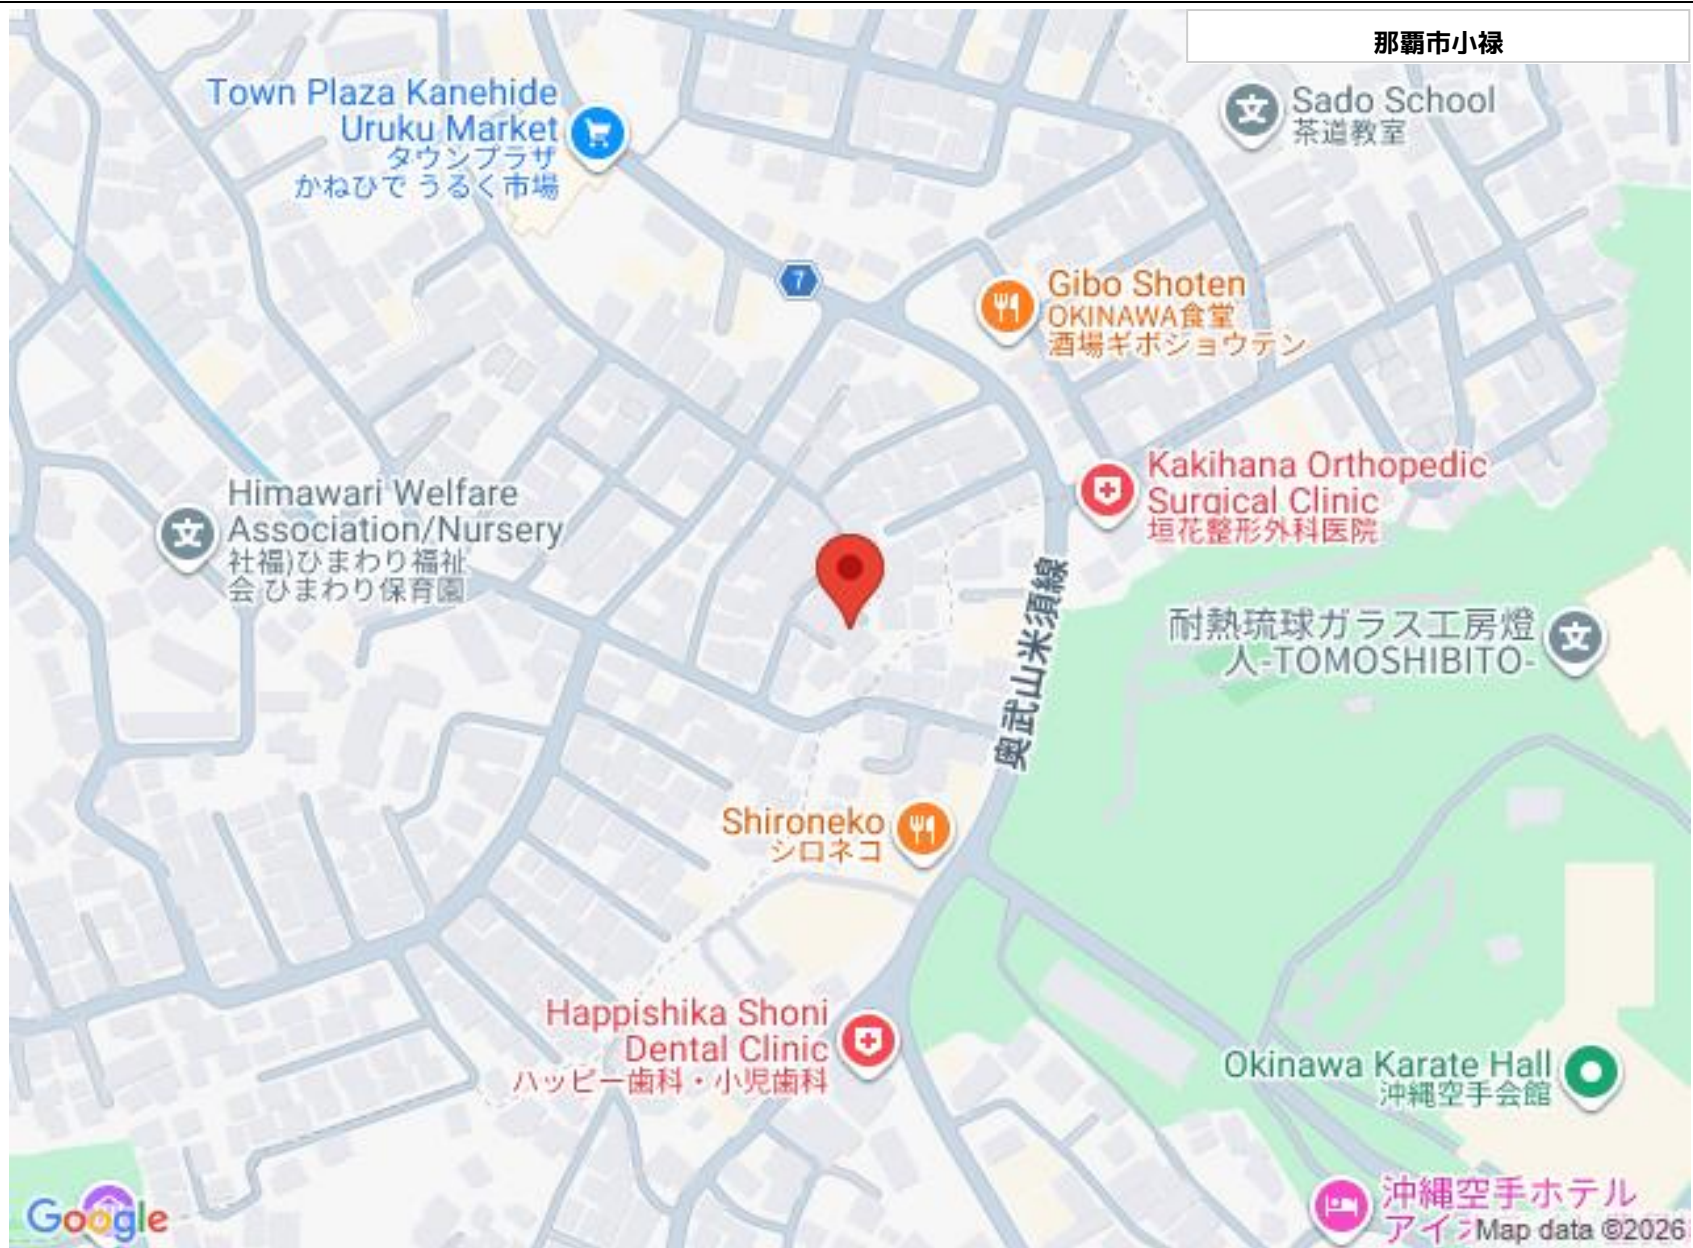 那覇市小禄
Town Plaza Kanehide
Uruku Market
タウンプラザ
かねひで うるく市場
Sado School
茶道教室
7
Gibo Shoten
OKINAWA食堂
酒場ギボショウテン
Kakihana Orthopedic
Surgical Clinic
垣花整形外科医院
Himawari Welfare
Association/Nursery
社福)ひまわり福祉
会 ひまわり保育園
奥武山米須線
耐熱琉球ガラス工房燈
人-TOMOSHIBITO-
Shironeko
シロネコ
Happishika Shoni
Dental Clinic
ハッピー歯科・小児歯科
Okinawa Karate Hall
沖縄空手会館
沖縄空手ホテル
アイ
Google
Map data ©2026